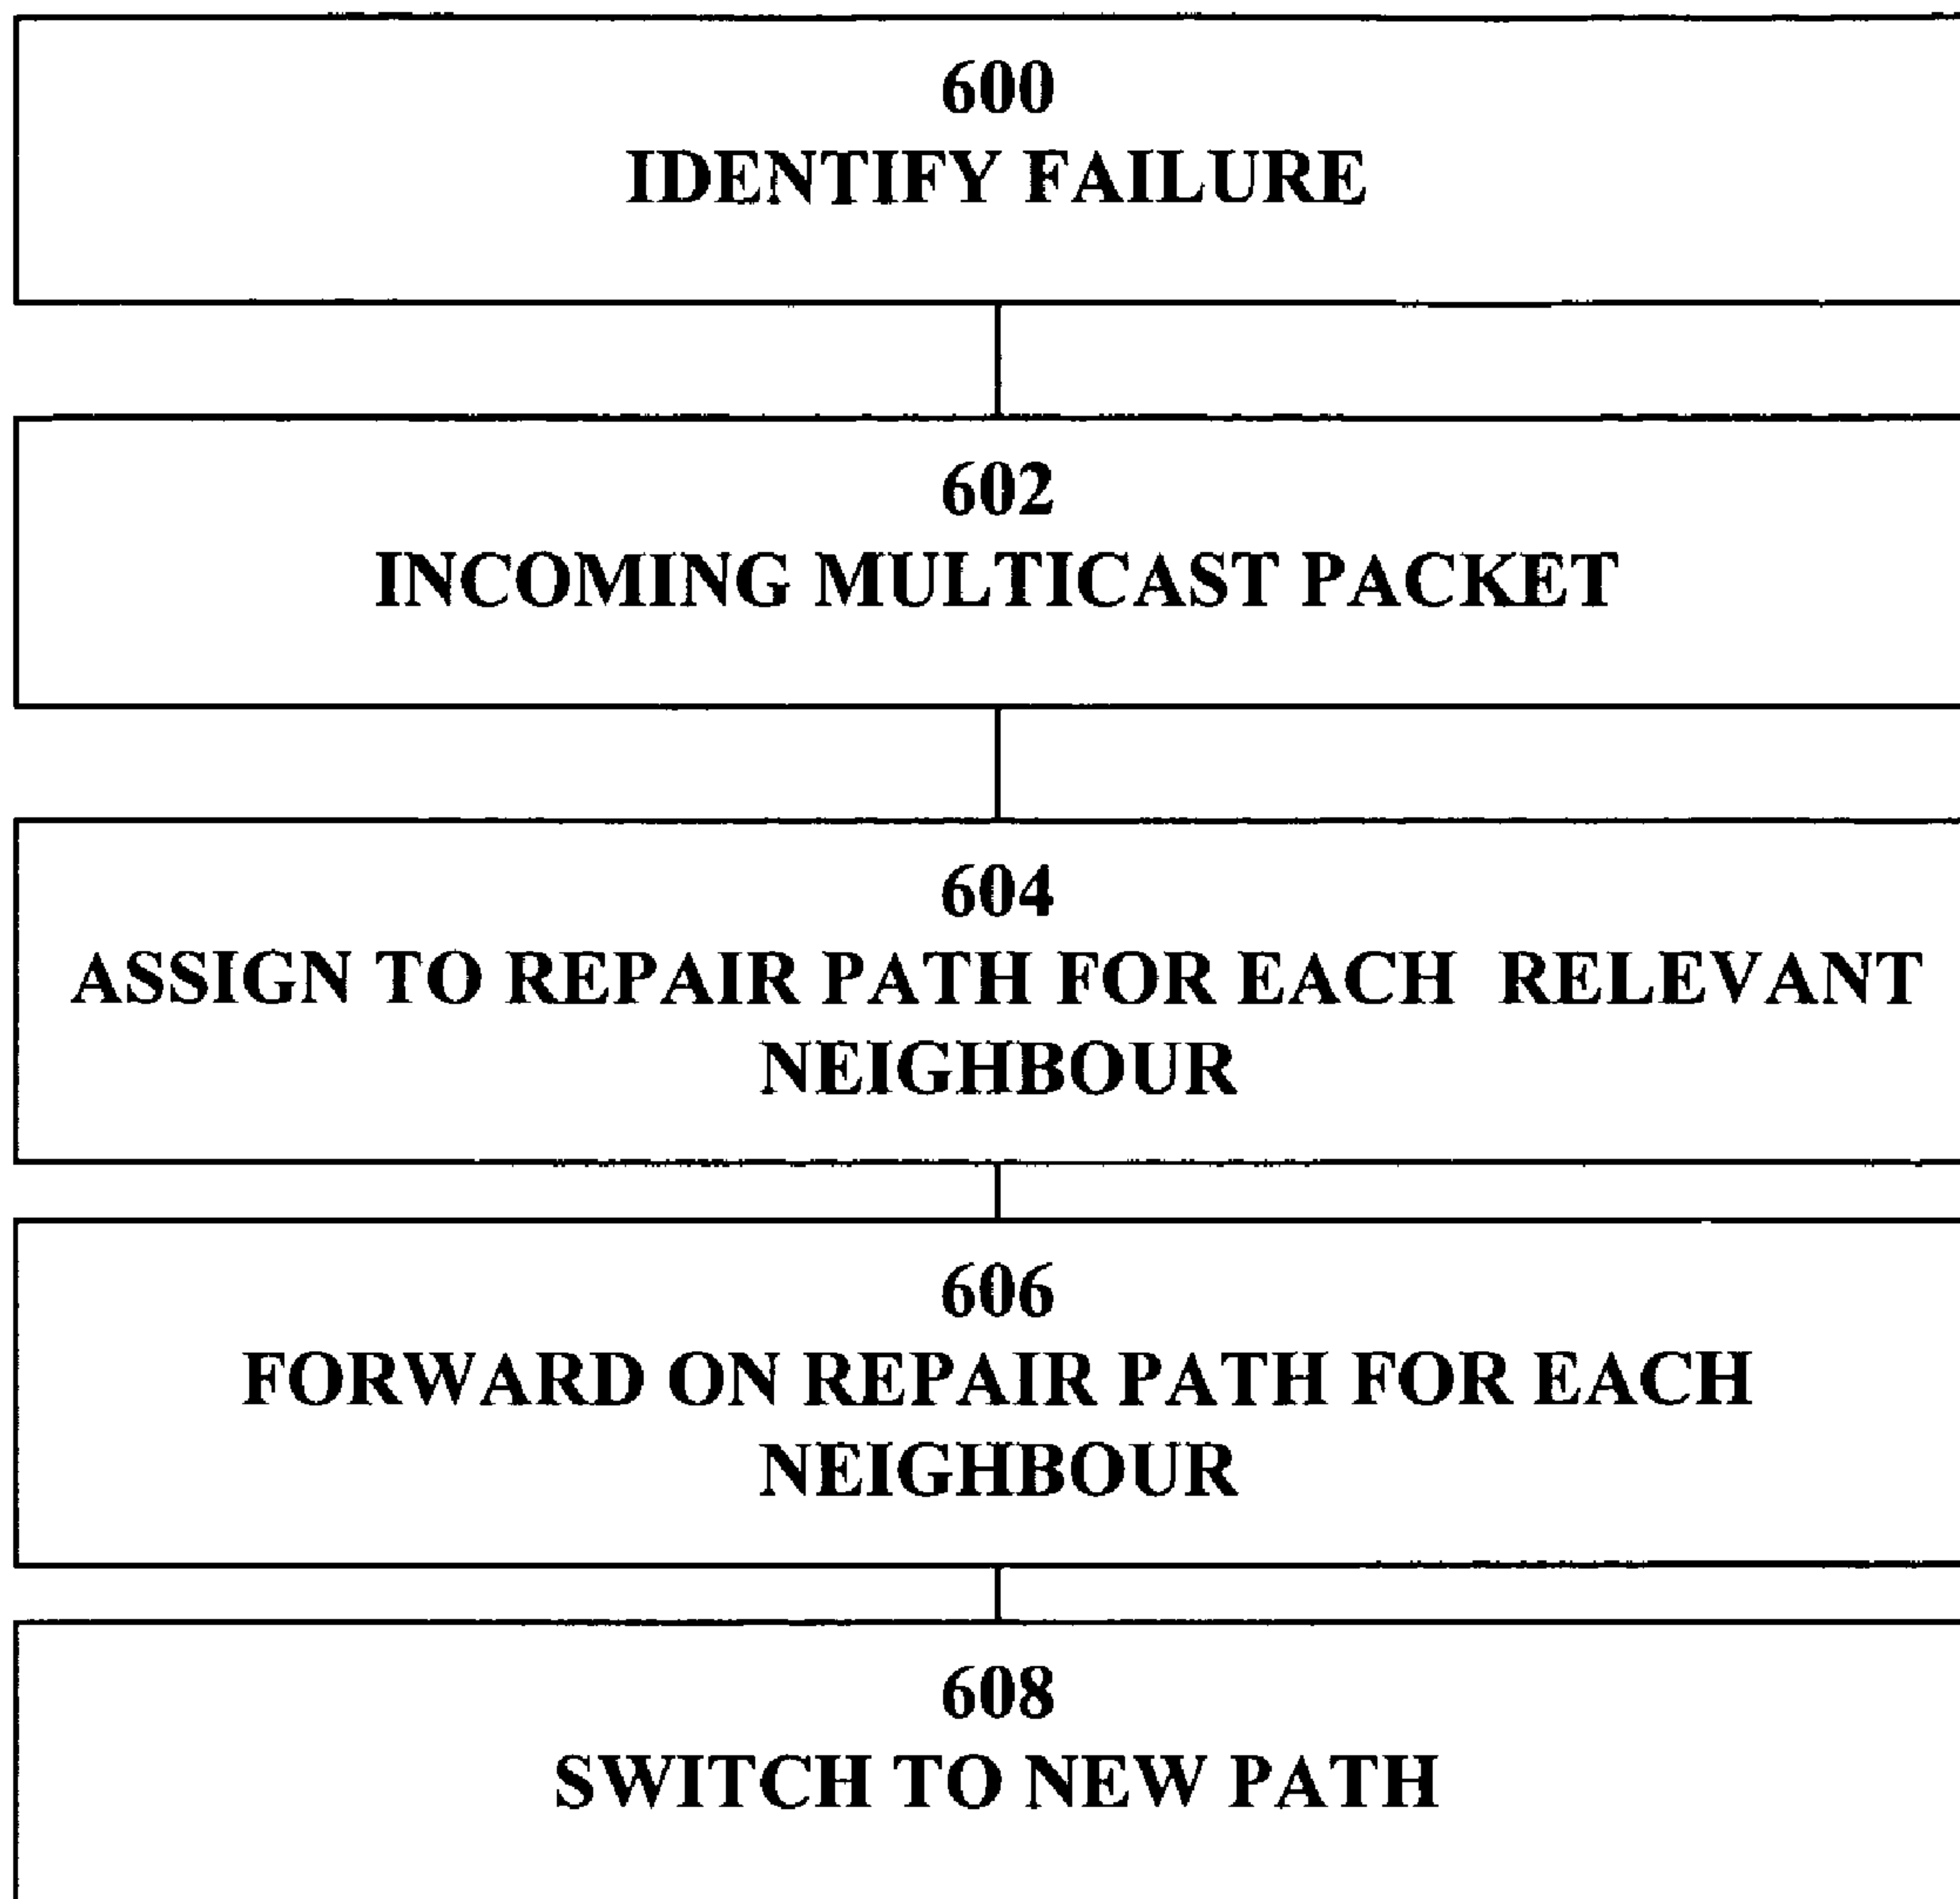 600
IDENTIFY FAILURE
602
INCOMING MULTICAST PACKET
604
ASSIGN TO REPAIR PATH FOR EACH RELEVANT
NEIGHBOUR
606
FORWARD ON REPAIR PATH FOR EACH
NEIGHBOUR
608
SWITCH TO NEW PATH